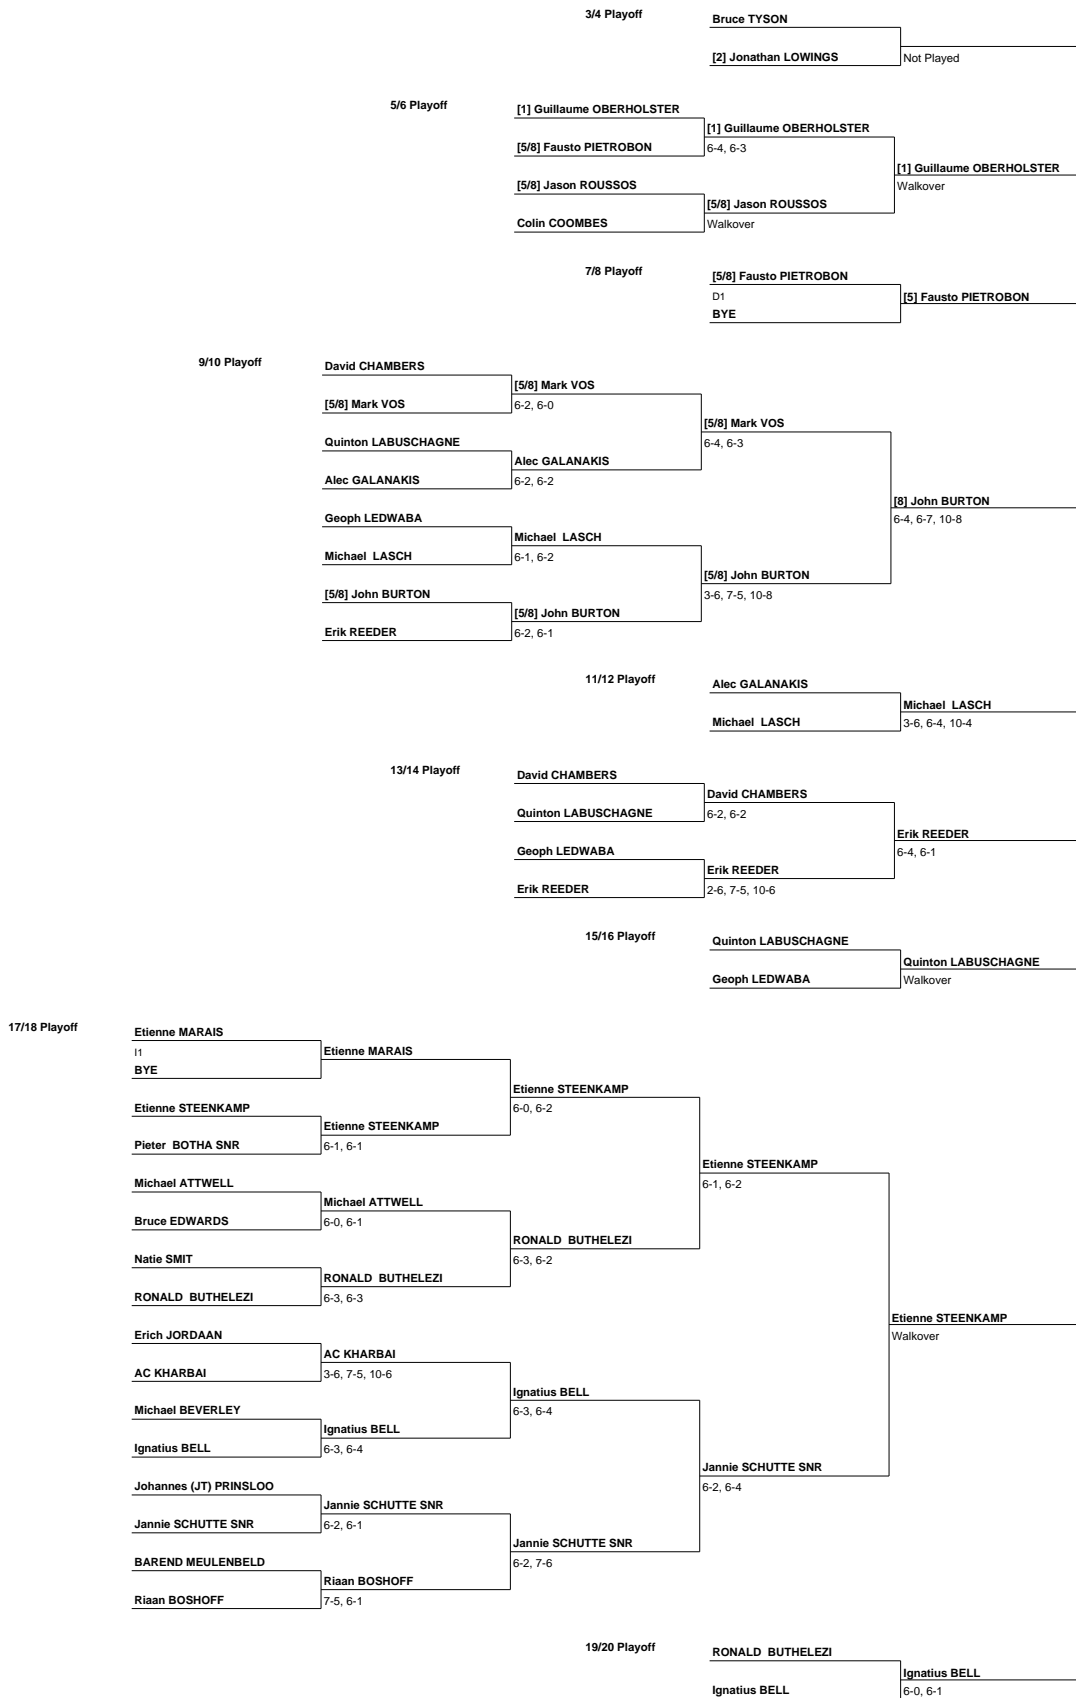 3/4 Playoff
Bruce TYSON
[2] Jonathan LOWINGS
Not Played
5/6 Playoff
[1] Guillaume OBERHOLSTER
[1] Guillaume OBERHOLSTER
[5/8] Fausto PIETROBON
6-4, 6-3
[1] Guillaume OBERHOLSTER
[5/8] Jason ROUSSOS
Walkover
[5/8] Jason ROUSSOS
Colin COOMBES
Walkover
7/8 Playoff
[5/8] Fausto PIETROBON
D1
[5] Fausto PIETROBON
BYE
9/10 Playoff
David CHAMBERS
[5/8] Mark VOS
[5/8] Mark VOS
6-2, 6-0
[5/8] Mark VOS
Quinton LABUSCHAGNE
6-4, 6-3
Alec GALANAKIS
Alec GALANAKIS
6-2, 6-2
[8] John BURTON
Geoph LEDWABA
6-4, 6-7, 10-8
Michael LASCH
Michael LASCH
6-1, 6-2
[5/8] John BURTON
[5/8] John BURTON
3-6, 7-5, 10-8
[5/8] John BURTON
Erik REEDER
6-2, 6-1
11/12 Playoff
Alec GALANAKIS
Michael LASCH
Michael LASCH
3-6, 6-4, 10-4
13/14 Playoff
David CHAMBERS
David CHAMBERS
Quinton LABUSCHAGNE
6-2, 6-2
Erik REEDER
Geoph LEDWABA
6-4, 6-1
Erik REEDER
Erik REEDER
2-6, 7-5, 10-6
15/16 Playoff
Quinton LABUSCHAGNE
Quinton LABUSCHAGNE
Geoph LEDWABA
Walkover
17/18 Playoff
Etienne MARAIS
I1
Etienne MARAIS
BYE
Etienne STEENKAMP
Etienne STEENKAMP
6-0, 6-2
Etienne STEENKAMP
Pieter BOTHA SNR
6-1, 6-1
Etienne STEENKAMP
Michael ATTWELL
6-1, 6-2
Michael ATTWELL
Bruce EDWARDS
6-0, 6-1
RONALD BUTHELEZI
Natie SMIT
6-3, 6-2
RONALD BUTHELEZI
RONALD BUTHELEZI
6-3, 6-3
Etienne STEENKAMP
Erich JORDAAN
Walkover
AC KHARBAI
AC KHARBAI
3-6, 7-5, 10-6
Ignatius BELL
Michael BEVERLEY
6-3, 6-4
Ignatius BELL
Ignatius BELL
6-3, 6-4
Jannie SCHUTTE SNR
Johannes (JT) PRINSLOO
6-2, 6-4
Jannie SCHUTTE SNR
Jannie SCHUTTE SNR
6-2, 6-1
Jannie SCHUTTE SNR
BAREND MEULENBELD
6-2, 7-6
Riaan BOSHOFF
Riaan BOSHOFF
7-5, 6-1
19/20 Playoff
RONALD BUTHELEZI
Ignatius BELL
Ignatius BELL
6-0, 6-1